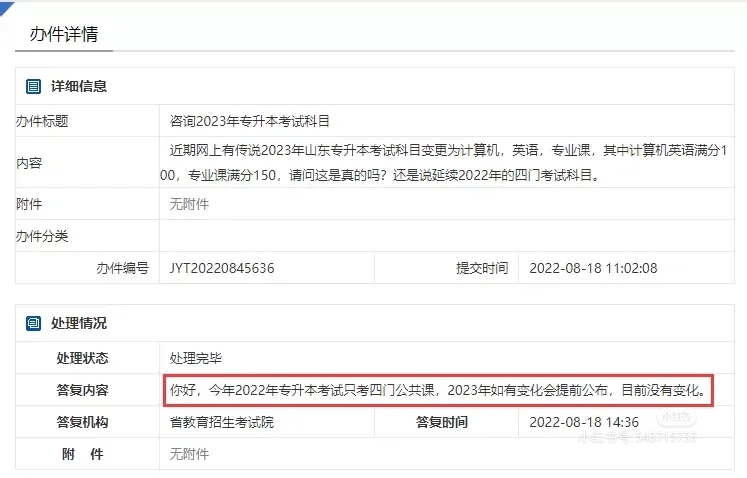 办件详情
详细信息
办件标题 咨询2023年专升本考试科目
内容 近期网上有传说2023年山东专升本考试科目变更为计算机，英语，专业课，其中计算机英语满分1
00，专业课满分150，请问这是真的吗？还是说延续2022年的四门考试科目。
附件 无附件
办件分类
办件编号 JYT20220845636 提交时间 2022-08-18 11:02:08
处理情况
处理状态 处理完毕
答复内容 你好，今年2022年专升本考试只考四门公共课，2023年如有变化会提前公布，目前没有变化。
答复机构 省教育招生考试院 答复时间 2022-08-18 14:36
附 件 无附件
小红书
小红书号: 548715733